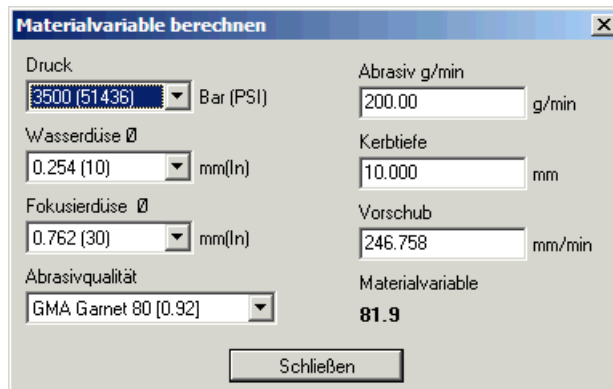 Materialvariable berechnen
Druck
3500 (51436) Bar (PSI)
Wasserdüse Ø
0.254 (10) mm(In)
Fokusierdüse Ø
0.762 (30) mm(In)
Abrasivqualität
GMA Garnet 80 [0.92]
Abrasiv g/min
200.00 g/min
Kerbtiefe
10.000 mm
Vorschub
246.758 mm/min
Materialvariable
81.9
Schließen